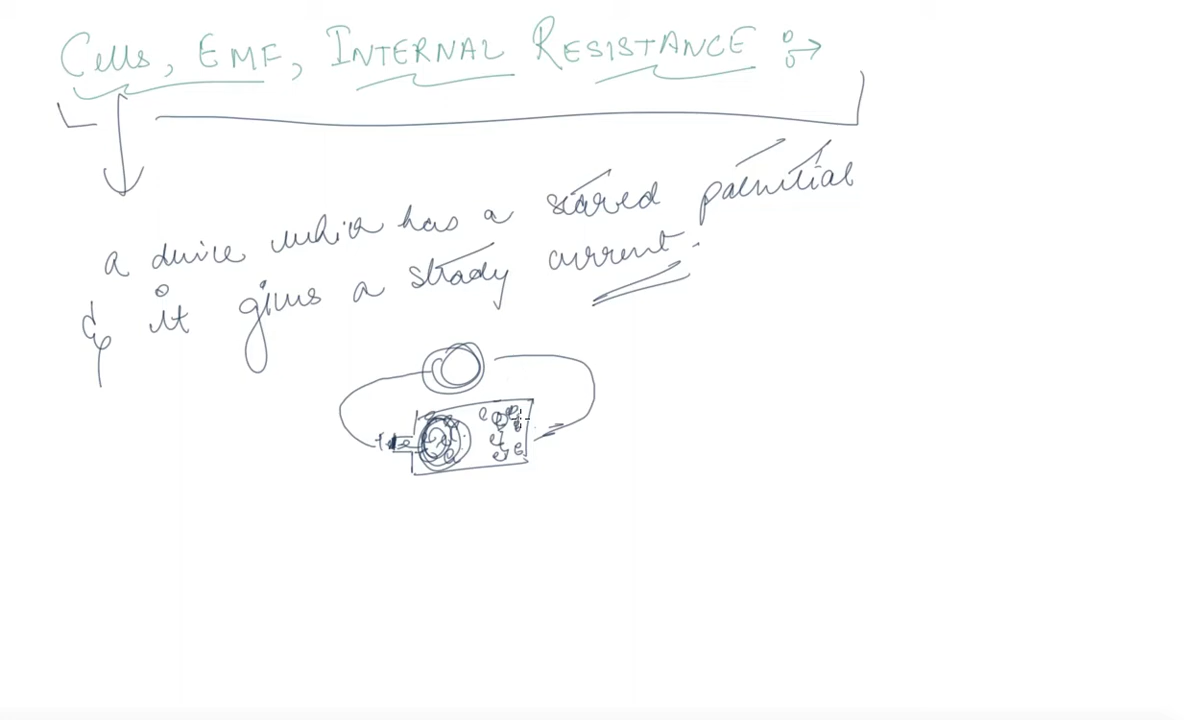 Cells, EMF, INTERNAL RESISTANCE :→
a device which has a stored potential
& it gives a steady current.